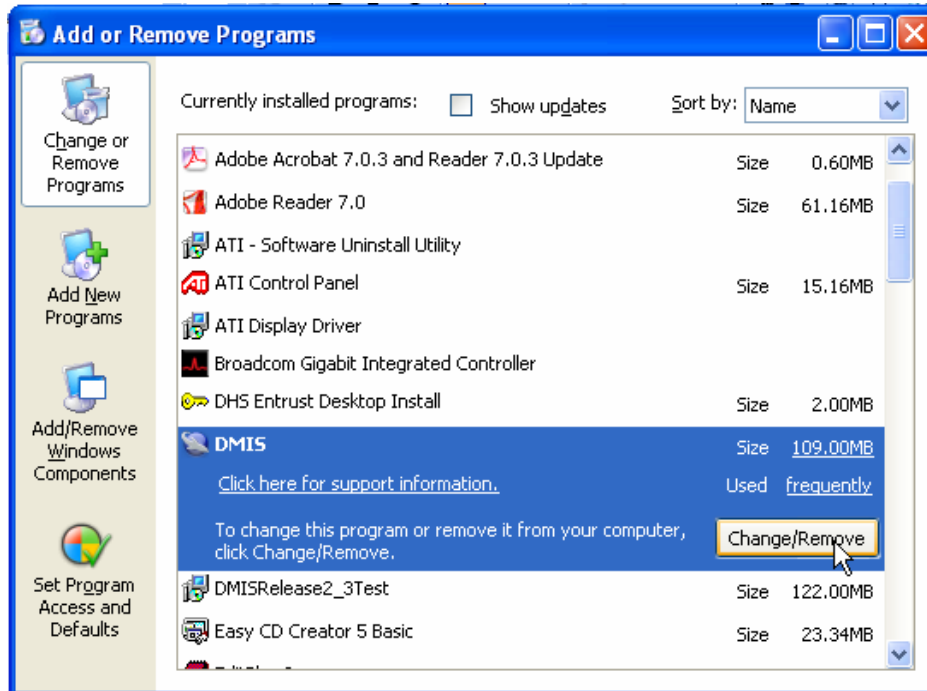 Add or Remove Programs
Change or
Remove
Programs
Add New
Programs
Add/Remove
Windows
Components
Set Program
Access and
Defaults
Currently installed programs:
Show updates
Sort by:
Name
Adobe Acrobat 7.0.3 and Reader 7.0.3 Update Size 0.60MB
Adobe Reader 7.0 Size 61.16MB
ATI - Software Uninstall Utility
ATI Control Panel Size 15.16MB
ATI Display Driver
Broadcom Gigabit Integrated Controller
DHS Entrust Desktop Install Size 2.00MB
DMIS Size 109.00MB
Click here for support information. Used frequently
To change this program or remove it from your computer,
click Change/Remove.
Change/Remove
DMISRelease2_3Test Size 122.00MB
Easy CD Creator 5 Basic Size 23.34MB